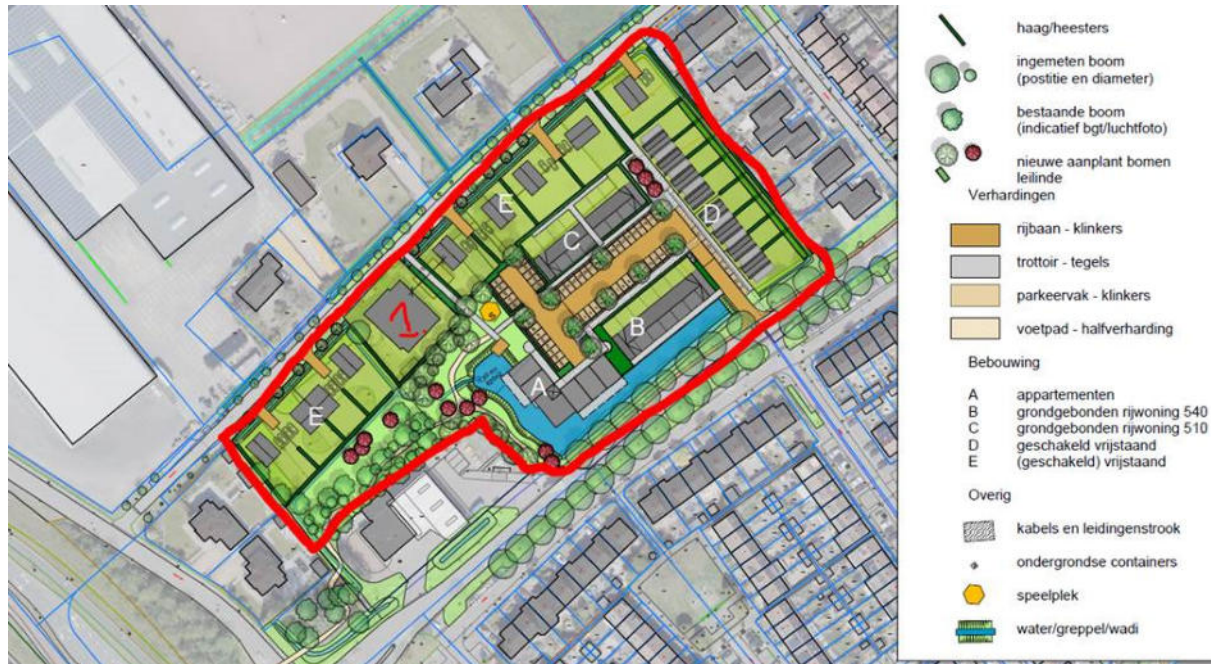 haag/heesters
ingemeten boom
(postitie en diameter)
bestaande boom
(indicatief bgt/luchtfoto)
nieuwe aanplant bomen
leilinde
Verhardingen
rijbaan - klinkers
trottoir - tegels
parkeervak - klinkers
voetpad - halfverharding
Bebouwing
A appartementen
B grondgebonden rijwoning 540
C grondgebonden rijwoning 510
D geschakeld vrijstaand
E (geschakeld) vrijstaand
Overig
kabels en leidingenstrook
ondergrondse containers
speelplek
water/greppel/wadi
E
D
C
1.
B
A
E